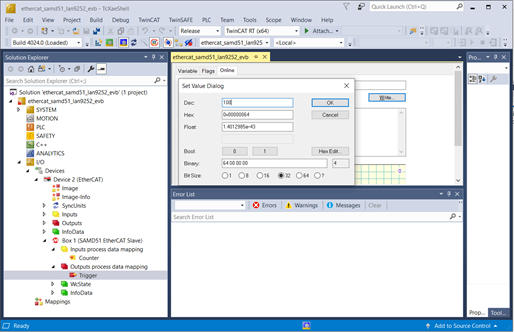 ethercat_samd51_lan9252_evb - TcXaeShell
Quick Launch (Ctrl+Q)
File Edit View Project Build Debug TwinCAT TwinSAFE PLC Team Scope Tools Window Help
Release TwinCAT RT (x64) Attach...
Build 4024.0 (Loaded) ethercat_samd51_lan925 <Local>
Solution Explorer
Search Solution Explorer (Ctrl+;)
Solution 'ethercat_samd51_lan9252_evb' (1 project)
ethercat_samd51_lan9252_evb
SYSTEM
MOTION
PLC
SAFETY
C++
ANALYTICS
I/O
Devices
Device 2 (EtherCAT)
Image
Image-Info
SyncUnits
Inputs
Outputs
InfoData
Box 1 (SAMD51 EtherCAT Slave)
Inputs process data mapping
Counter
Outputs process data mapping
Trigger
WcState
InfoData
Mappings
ethercat_samd51_lan9252_evb
Variable Flags Online
Write...
Set Value Dialog
Dec: 100 OK
Hex: 0x00000064 Cancel
Float: 1.4012985e-43
Bool: 0 1 Hex Edit...
Binary: 64 00 00 00 4
Bit Size: 1 8 16 32 64 ?
0
Error List
Errors Warnings Messages Clear
Search Error List
Pro...
Prop... Tool...
Ready
Add to Source Control